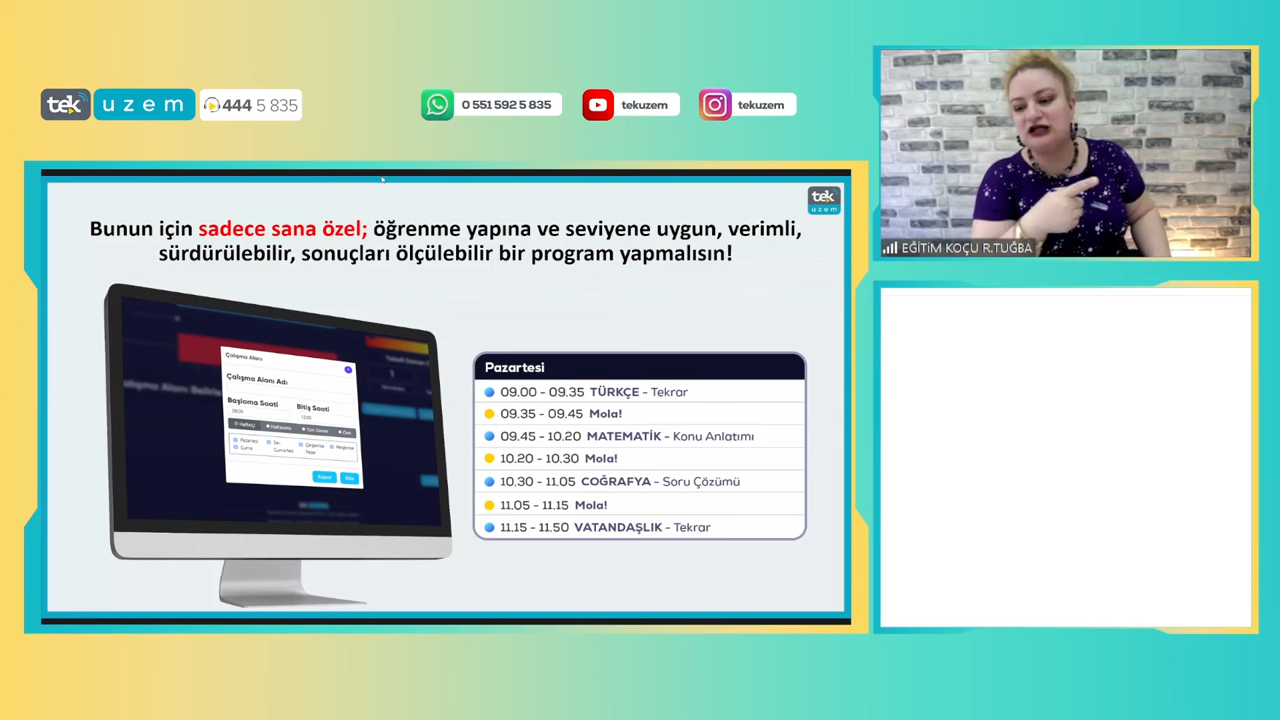 tek uzem 444 5 835
0 551 592 5 835
tekuzem
tekuzem
EĞİTİM KOÇU R.TUĞBA
tek
uzem
Bunun için sadece sana özel; öğrenme yapına ve seviyene uygun, verimli,
sürdürülebilir, sonuçları ölçülebilir bir program yapmalısın!
Çalışma Alanı
Çalışma Alanı Adı
Başlama Saati Bitiş Saati
09:00 12:00
Pazartesi
09.00 - 09.35 TÜRKÇE - Tekrar
09.35 - 09.45 Mola!
09.45 - 10.20 MATEMATİK - Konu Anlatımı
10.20 - 10.30 Mola!
10.30 - 11.05 COĞRAFYA - Soru Çözümü
11.05 - 11.15 Mola!
11.15 - 11.50 VATANDAŞLIK - Tekrar